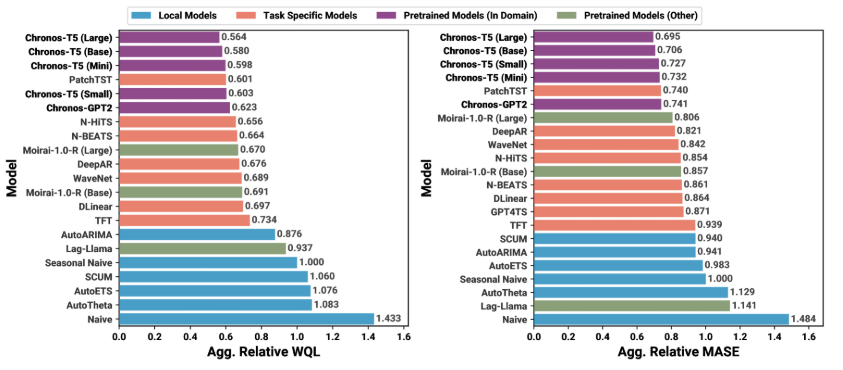 Local Models Task Specific Models Pretrained Models (In Domain) Pretrained Models (Other)
Model
Chronos-T5 (Large) 0.564
Chronos-T5 (Base) 0.580
Chronos-T5 (Mini) 0.598
PatchTST 0.601
Chronos-T5 (Small) 0.603
Chronos-GPT2 0.623
N-HiTS 0.656
N-BEATS 0.664
Moirai-1.0-R (Large) 0.670
DeepAR 0.676
WaveNet 0.689
Moirai-1.0-R (Base) 0.691
DLinear 0.697
TFT 0.734
AutoARIMA 0.876
Lag-Llama 0.937
Seasonal Naive 1.000
SCUM 1.060
AutoETS 1.076
AutoTheta 1.083
Naive 1.433
0.0 0.2 0.4 0.6 0.8 1.0 1.2 1.4 1.6
Agg. Relative WQL
Model
Chronos-T5 (Large) 0.695
Chronos-T5 (Base) 0.706
Chronos-T5 (Small) 0.727
Chronos-T5 (Mini) 0.732
PatchTST 0.740
Chronos-GPT2 0.741
Moirai-1.0-R (Large) 0.806
DeepAR 0.821
WaveNet 0.842
N-HiTS 0.854
Moirai-1.0-R (Base) 0.857
N-BEATS 0.861
DLinear 0.864
GPT4TS 0.871
TFT 0.939
SCUM 0.940
AutoARIMA 0.941
AutoETS 0.983
Seasonal Naive 1.000
AutoTheta 1.129
Lag-Llama 1.141
Naive 1.484
0.0 0.2 0.4 0.6 0.8 1.0 1.2 1.4 1.6
Agg. Relative MASE